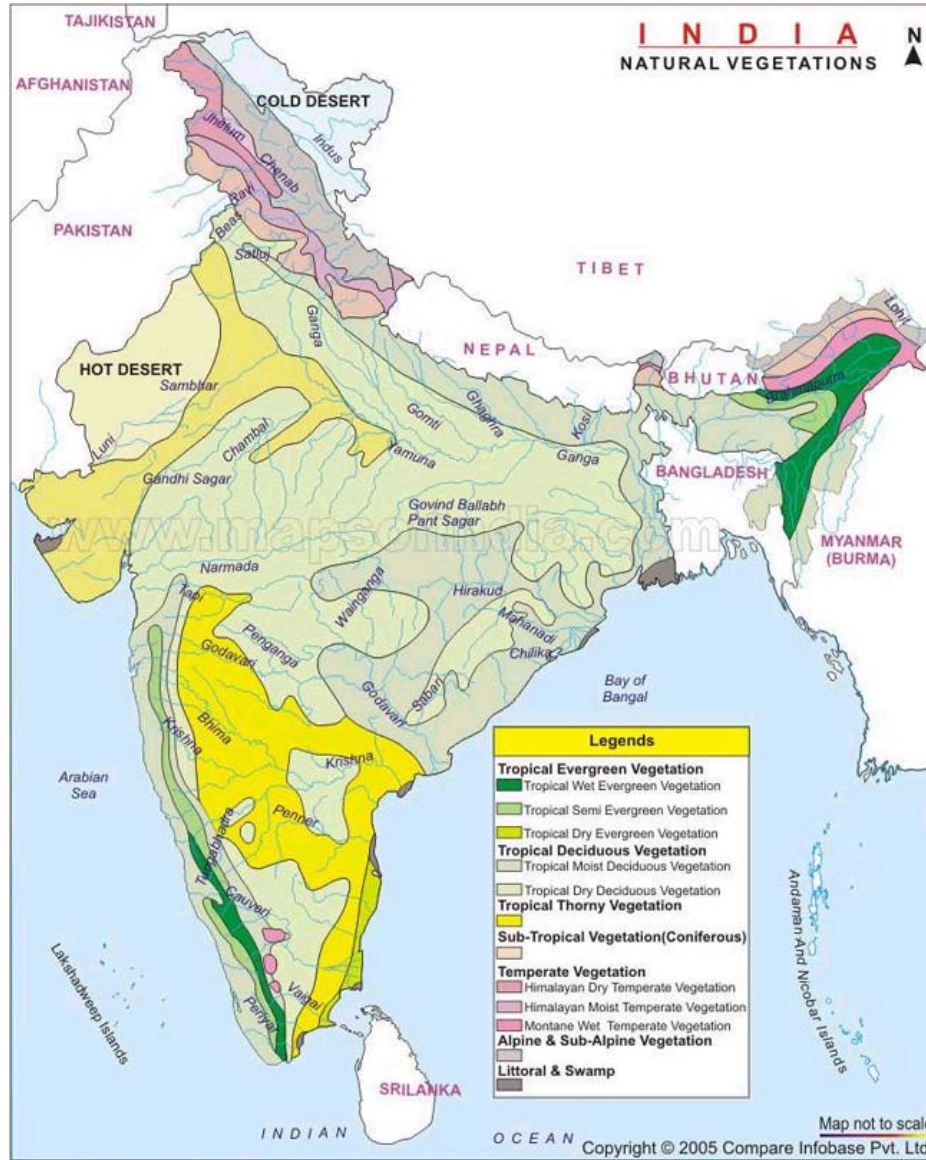 TAJIKISTAN
INDIA
N
NATURAL VEGETATIONS
AFGHANISTAN
COLD DESERT
Jhelum
Indus
Chenab
Ravi
PAKISTAN
Beas
Satluj
TIBET
Lohit
Ganga
NEPAL
HOT DESERT
Sambhar
BHUTAN
Brahmaputra
Ghaghra
Kosi
Gomti
Luni
Chambal
Yamuna
Ganga
BANGLADESH
Gandhi Sagar
Govind Ballabh
Pant Sagar
www.mapsofindia.com
MYANMAR
(BURMA)
Narmada
Wainganga
Hirakud
Tapi
Mahanadi
Penganga
Godavari
Chilika
Sabari
Godavari
Bay of
Bangal
Bhima
Krishna
Krishna
Arabian
Sea
Penner
Tungabhadra
Cauveri
Lakshadweep Islands
Vaigai
Periyal
Andaman And Nicobar Islands
Legends
Tropical Evergreen Vegetation
Tropical Wet Evergreen Vegetation
Tropical Semi Evergreen Vegetation
Tropical Dry Evergreen Vegetation
Tropical Deciduous Vegetation
Tropical Moist Deciduous Vegetation
Tropical Dry Deciduous Vegetation
Tropical Thorny Vegetation
Sub-Tropical Vegetation(Coniferous)
Temperate Vegetation
Himalayan Dry Temperate Vegetation
Himalayan Moist Temperate Vegetation
Montane Wet Temperate Vegetation
Alpine & Sub-Alpine Vegetation
Littoral & Swamp
SRILANKA
INDIAN OCEAN
Map not to scale
Copyright © 2005 Compare Infobase Pvt. Ltd